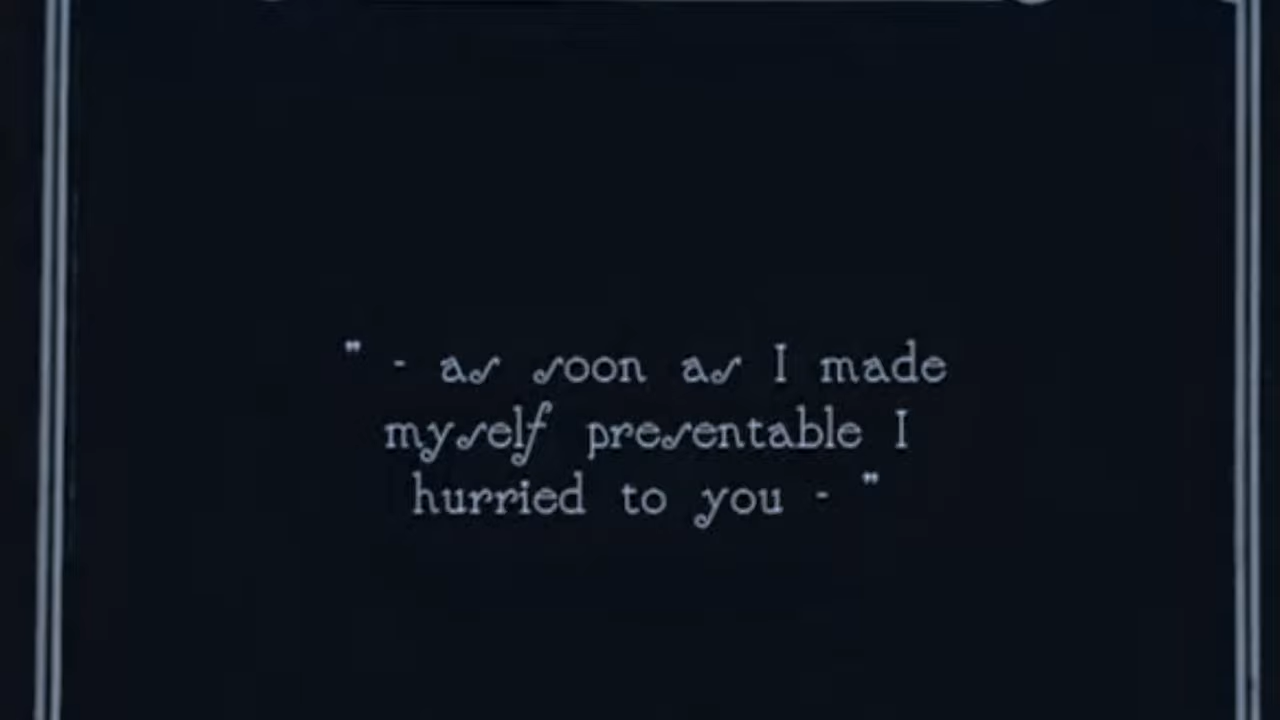 " - as soon as I made
myself presentable I
hurried to you - "